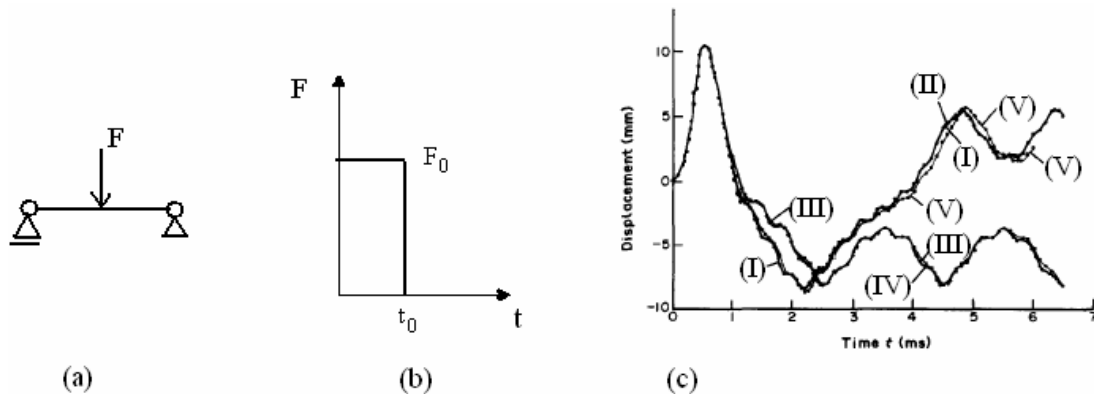 F
(a)
F
F0
t0
t
(b)
Displacement (mm)
10
5
0
-5
-10
0 1 2 3 4 5 6 7
Time t (ms)
(II)
(V)
(I)
(V)
(III)
(V)
(I)
(III)
(IV)
(c)